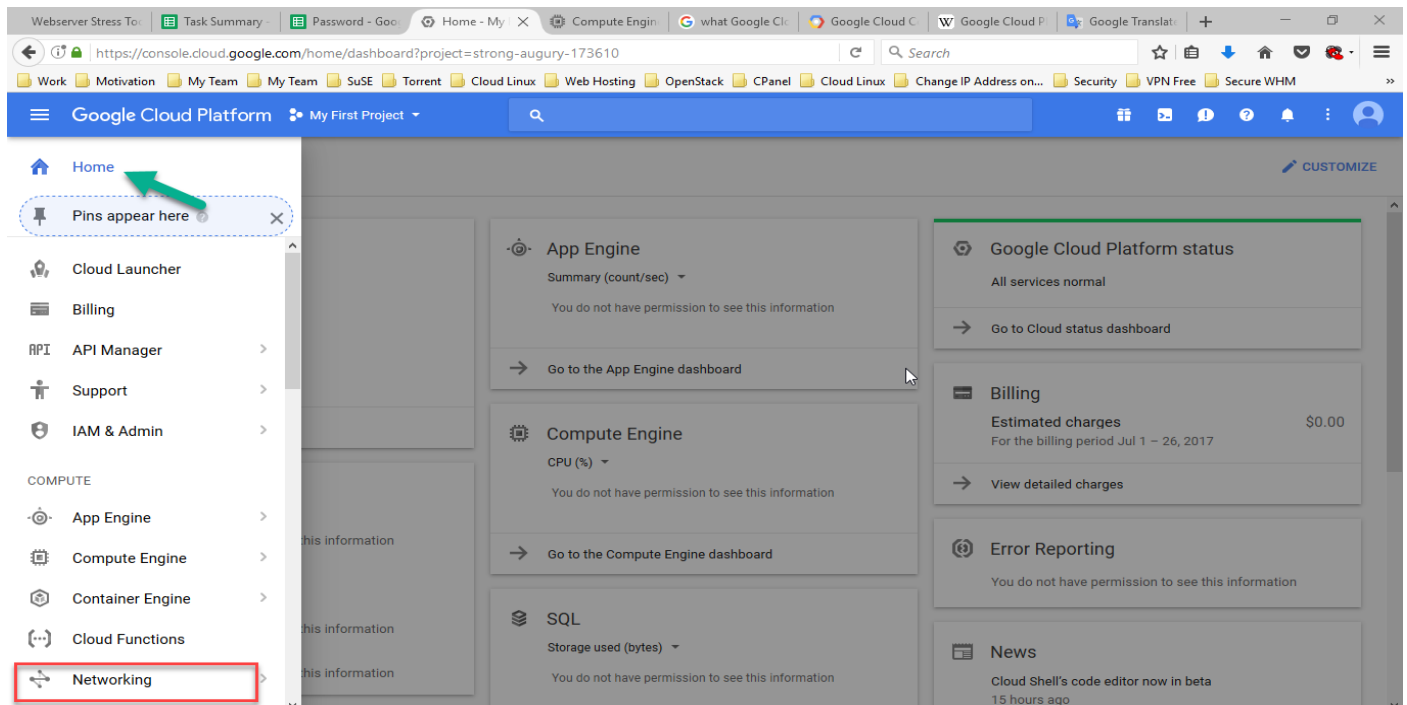 Webserver Stress Too
Task Summary -
Password - Goo
Home - My
Compute Engin
what Google Clo
Google Cloud C
Google Cloud P
Google Translate
https://console.cloud.google.com/home/dashboard?project=strong-augury-173610
Search
Work Motivation My Team My Team SuSE Torrent Cloud Linux Web Hosting OpenStack CPanel Cloud Linux Change IP Address on... Security VPN Free Secure WHM »
Google Cloud Platform
My First Project
Home
CUSTOMIZE
Pins appear here
Cloud Launcher
Billing
API API Manager
Support
IAM & Admin
COMPUTE
App Engine
Compute Engine
Container Engine
Cloud Functions
Networking
this information
this information
this information
App Engine
Summary (count/sec)
You do not have permission to see this information
Go to the App Engine dashboard
Compute Engine
CPU (%)
You do not have permission to see this information
Go to the Compute Engine dashboard
SQL
Storage used (bytes)
You do not have permission to see this information
Google Cloud Platform status
All services normal
Go to Cloud status dashboard
Billing
Estimated charges $0.00
For the billing period Jul 1 – 26, 2017
View detailed charges
Error Reporting
You do not have permission to see this information
News
Cloud Shell's code editor now in beta
15 hours ago